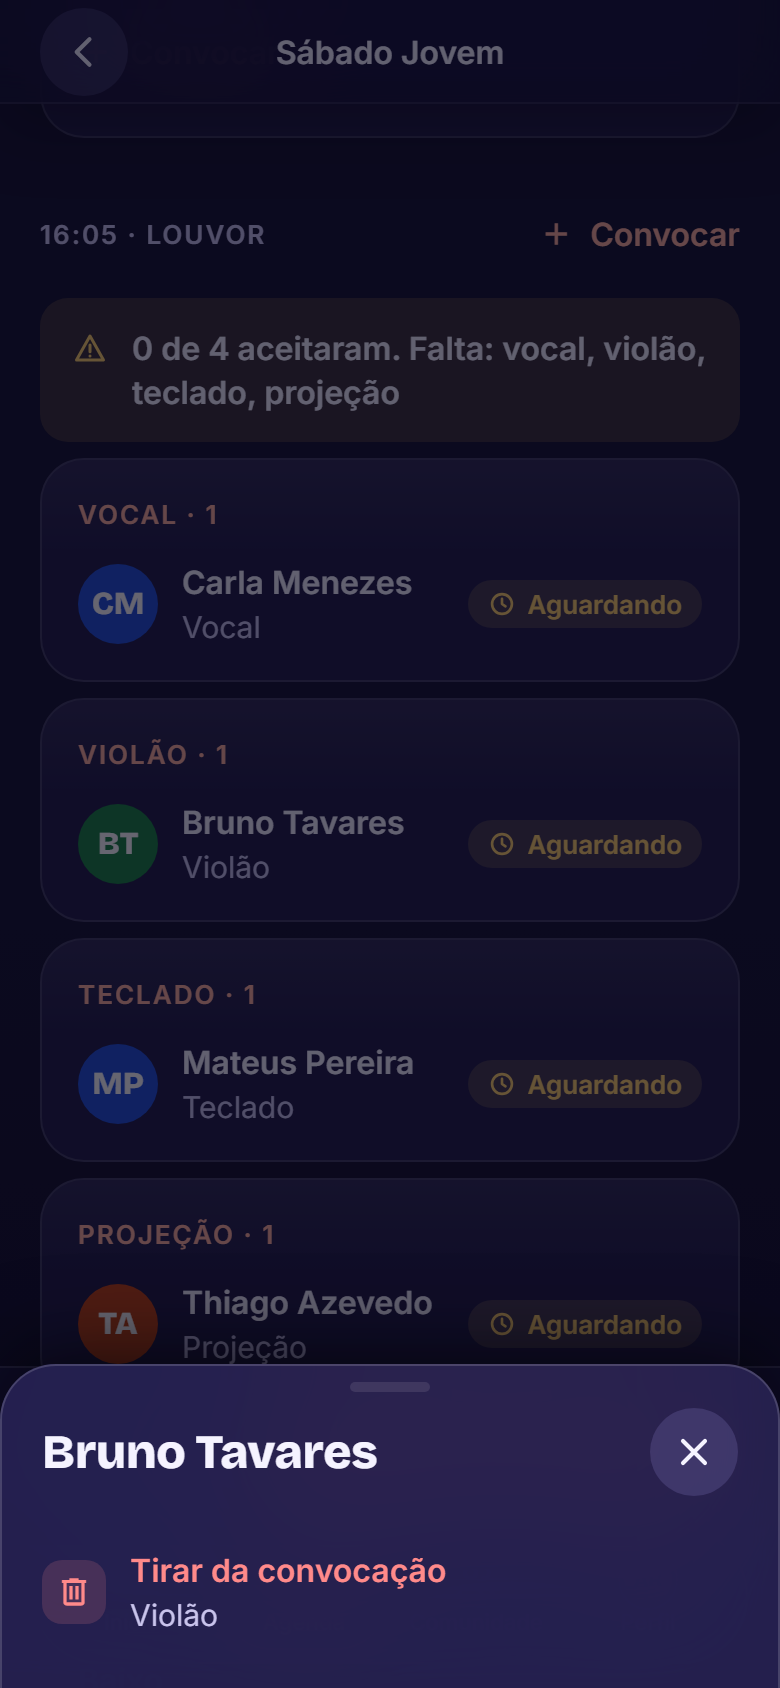 Sábado Jovem
16:05 · LOUVOR
+ Convocar
0 de 4 aceitaram. Falta: vocal, violão,
teclado, projeção
VOCAL · 1
CM
Carla Menezes
Vocal
Aguardando
VIOLÃO · 1
BT
Bruno Tavares
Violão
Aguardando
TECLADO · 1
MP
Mateus Pereira
Teclado
Aguardando
PROJEÇÃO · 1
TA
Thiago Azevedo
Projeção
Aguardando
Bruno Tavares
Tirar da convocação
Violão